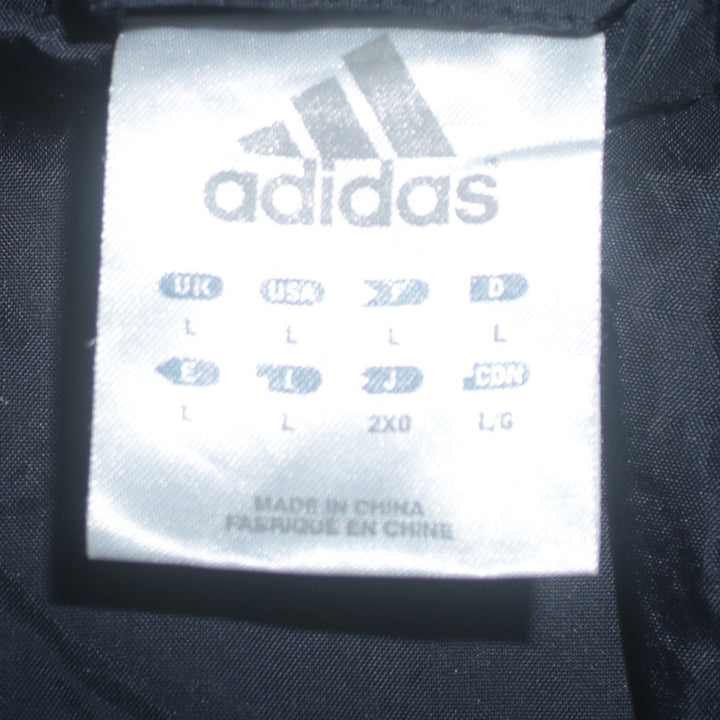 adidas
UK USA F D
L L L L
E I J CDN
L L 2XO L/G
MADE IN CHINA
FABRIQUE EN CHINE